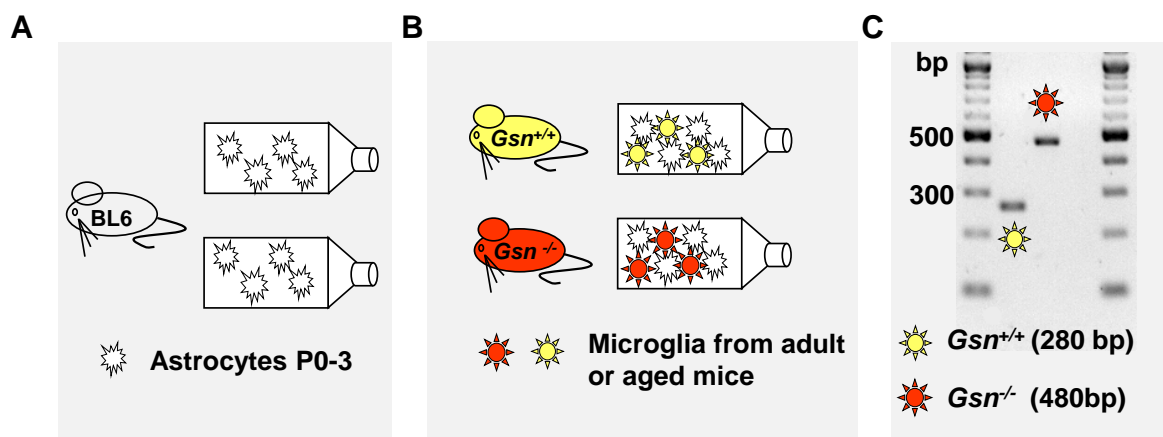 A
BL6
Astrocytes P0-3
B
Gsn+/+
Gsn -/-
Microglia from adult
or aged mice
C
bp
500
300
Gsn+/+ (280 bp)
Gsn-/- (480bp)